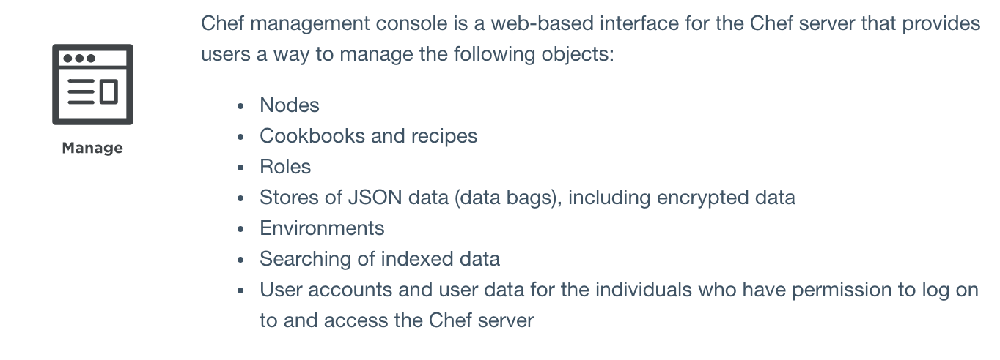 Chef management console is a web-based interface for the Chef server that provides
users a way to manage the following objects:
Manage
• Nodes
• Cookbooks and recipes
• Roles
• Stores of JSON data (data bags), including encrypted data
• Environments
• Searching of indexed data
• User accounts and user data for the individuals who have permission to log on
to and access the Chef server